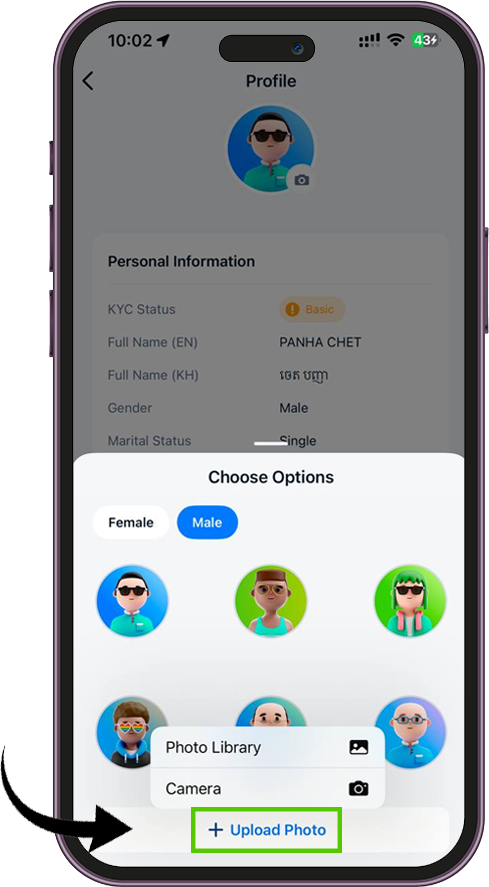 10:02
43
Profile
Personal Information
KYC Status Basic
Full Name (EN) PANHA CHET
Full Name (KH) ចេត បញ្ញា
Gender Male
Marital Status Single
Choose Options
Female Male
Photo Library
Camera
+ Upload Photo